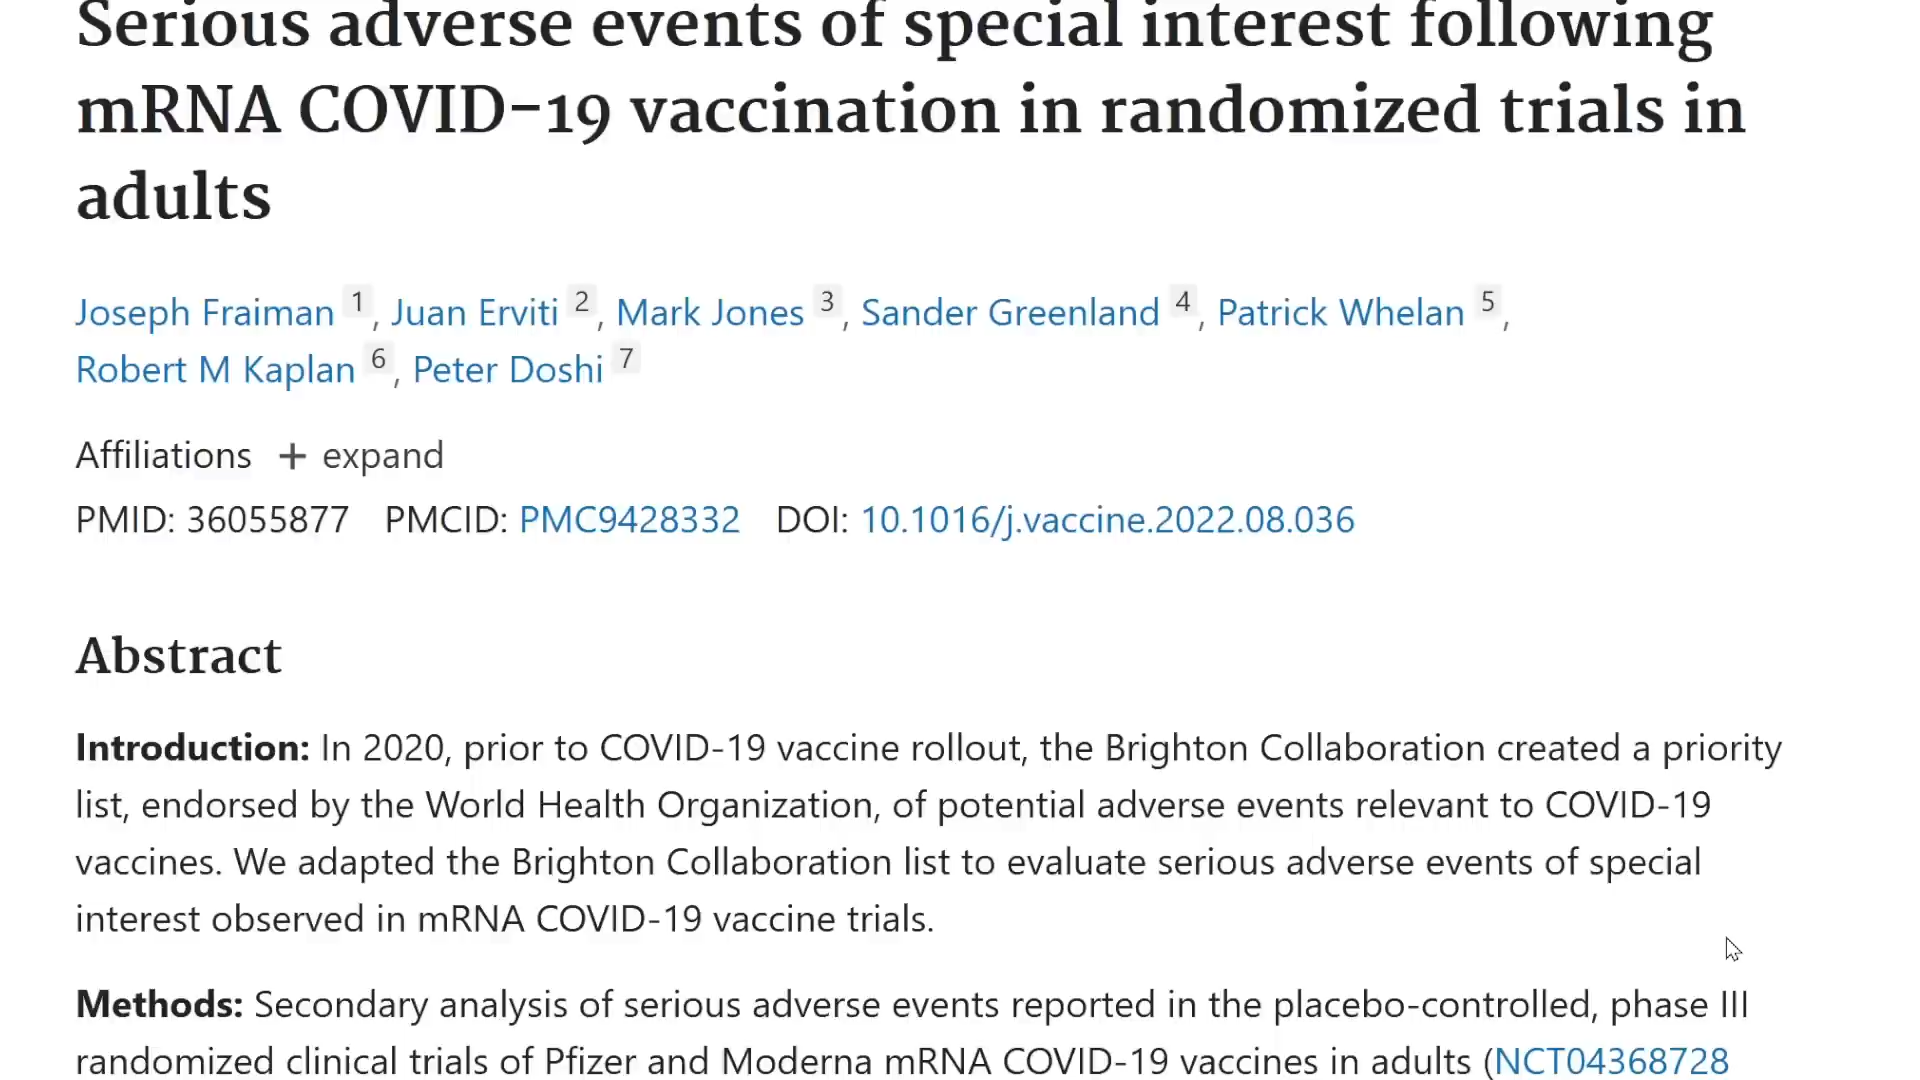 Serious adverse events of special interest following
mRNA COVID-19 vaccination in randomized trials in
adults
Joseph Fraiman 1, Juan Erviti 2, Mark Jones 3, Sander Greenland 4, Patrick Whelan 5,
Robert M Kaplan 6, Peter Doshi 7
Affiliations + expand
PMID: 36055877 PMCID: PMC9428332 DOI: 10.1016/j.vaccine.2022.08.036
Abstract
Introduction: In 2020, prior to COVID-19 vaccine rollout, the Brighton Collaboration created a priority
list, endorsed by the World Health Organization, of potential adverse events relevant to COVID-19
vaccines. We adapted the Brighton Collaboration list to evaluate serious adverse events of special
interest observed in mRNA COVID-19 vaccine trials.
Methods: Secondary analysis of serious adverse events reported in the placebo-controlled, phase III
randomized clinical trials of Pfizer and Moderna mRNA COVID-19 vaccines in adults (NCT04368728